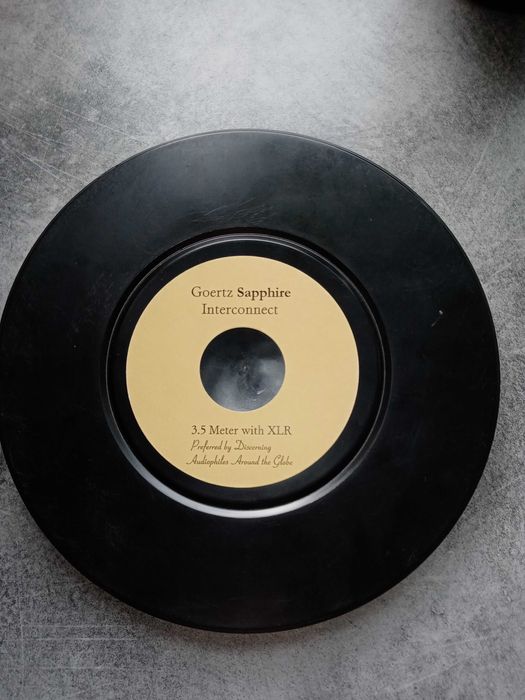 Goertz Sapphire
Interconnect
3.5 Meter with XLR
Preferred by Discerning
Audiophiles Around the Globe